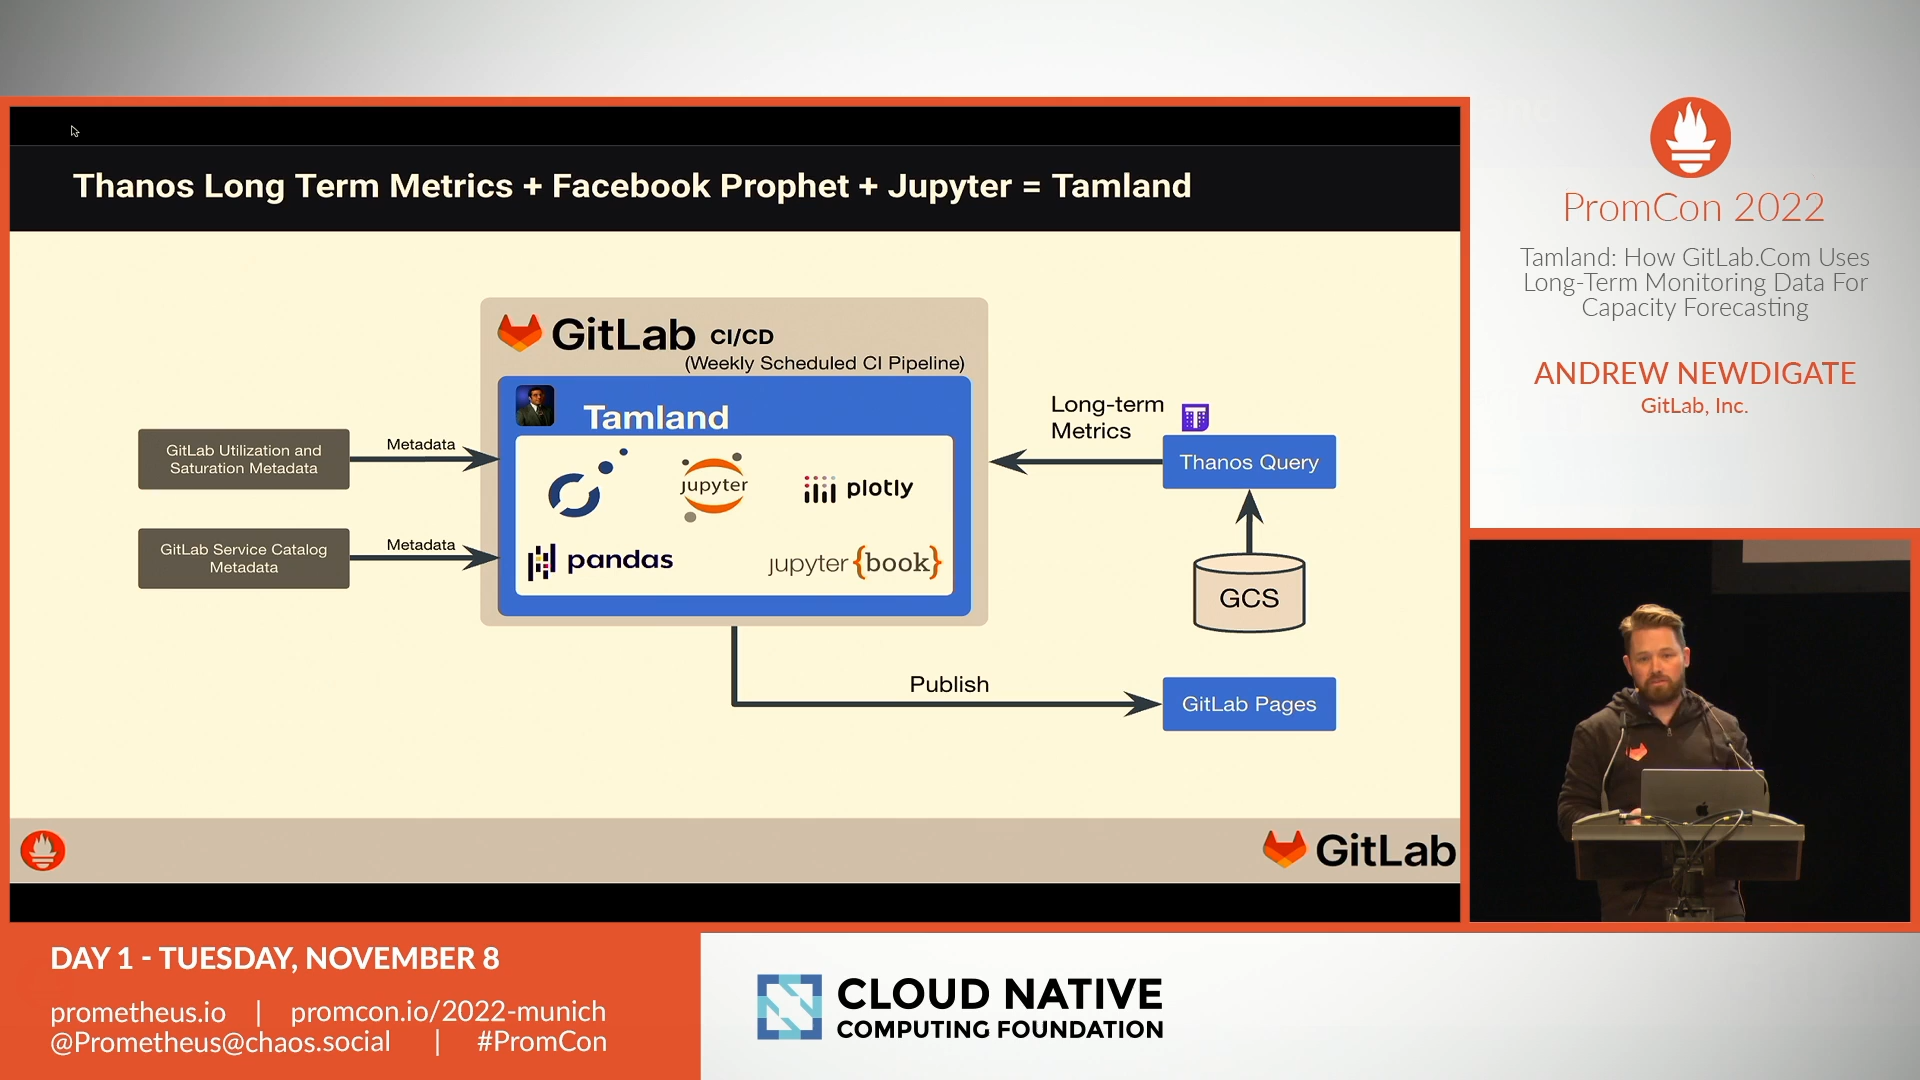 Thanos Long Term Metrics + Facebook Prophet + Jupyter = Tamland
GitLab CI/CD
(Weekly Scheduled CI Pipeline)
Tamland
jupyter
plotly
pandas
jupyter {book}
GitLab Utilization and
Saturation Metadata
Metadata
GitLab Service Catalog
Metadata
Metadata
Long-term
Metrics
T
Thanos Query
GCS
Publish
GitLab Pages
GitLab
PromCon 2022
Tamland: How GitLab.Com Uses
Long-Term Monitoring Data For
Capacity Forecasting
ANDREW NEWDIGATE
GitLab, Inc.
DAY 1 - TUESDAY, NOVEMBER 8
prometheus.io | promcon.io/2022-munich
@Prometheus@chaos.social | #PromCon
CLOUD NATIVE
COMPUTING FOUNDATION